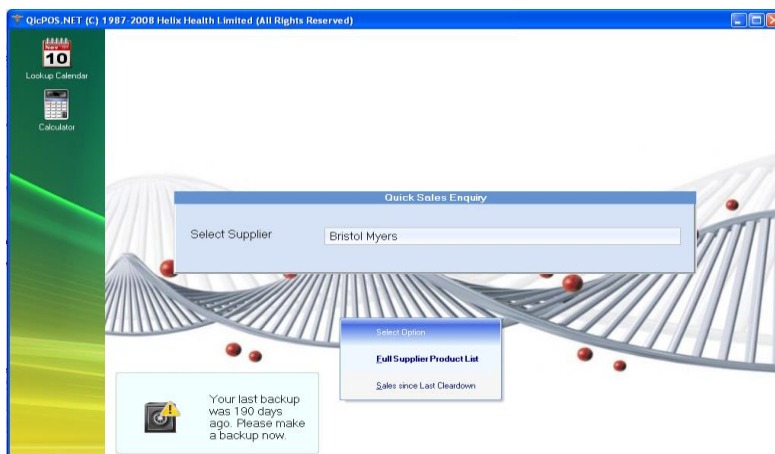 QicPOS.NET (C) 1987-2008 Helix Health Limited (All Rights Reserved)
10
Lookup Calendar
Calculator
Quick Sales Enquiry
Select Supplier
Bristol Myers
Select Option
Full Supplier Product List
Sales since Last Cleardown
Your last backup
was 190 days
ago. Please make
a backup now.